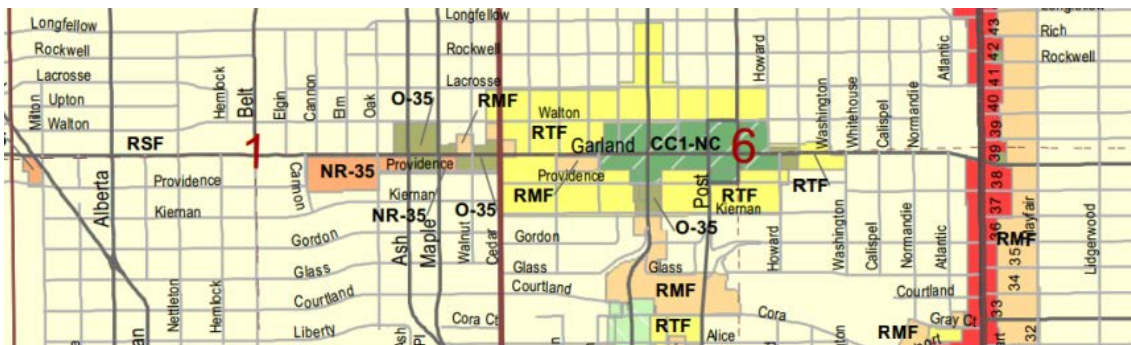 Longfellow
Rockwell
Lacrosse
Milton
Upton
Walton
RSF
Hemlock
Belt
Elgin
Cannon
Elm
Oak
O-35
RMF
Longfellow
Rockwell
Lacrosse
Walton
RTF
Garland
CC1-NC
Howard
Washington
Whitehouse
Calispel
Normandie
Atlantic
43
42
41
40
39
39
38
37
36
Rich
Rockwell
1
6
Alberta
Providence
Kiernan
Cannon
NR-35
Providence
Kiernan
NR-35
O-35
RMF
Providence
Post
RTF
Kiernan
RTF
O-35
Gordon
Glass
Courtland
Liberty
Nettleton
Hemlock
Ash
Maple
Walnut
Cedar
Gordon
Glass
Courtland
Glass
RMF
Cora Ct
Ash
Pl
RTF
Alice
Cora
Howard
Washington
Calispel
Normandie
Atlantic
Courtland
Gray Ct
RMF
RMF
Mayfair
35
34
33
32
Lidgerwood